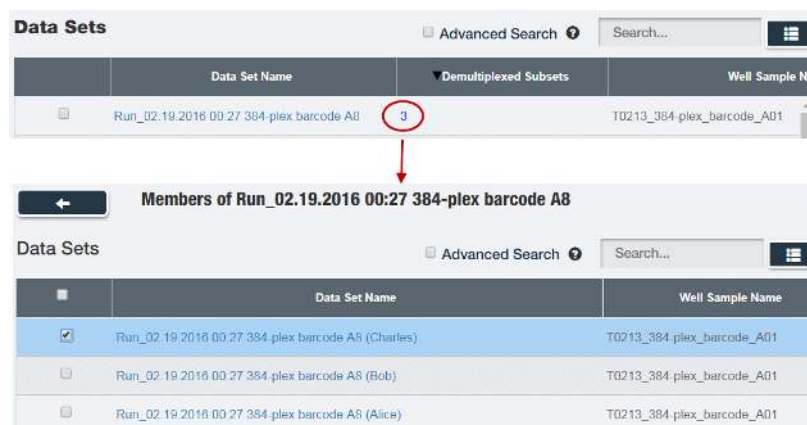 Data Sets
Advanced Search
Search...
Data Set Name
▼Demultiplexed Subsets
Well Sample N
Run_02.19.2016 00:27 384-plex barcode A8
3
T0213_384-plex_barcode_A01
Members of Run_02.19.2016 00:27 384-plex barcode A8
Data Sets
Advanced Search
Search...
Data Set Name
Well Sample Name
Run_02.19.2016 00:27 384-plex barcode A8 (Charles)
T0213_384-plex_barcode_A01
Run_02.19.2016 00:27 384-plex barcode A8 (Bob)
T0213_384-plex_barcode_A01
Run_02.19.2016 00:27 384-plex barcode A8 (Alice)
T0213_384-plex_barcode_A01